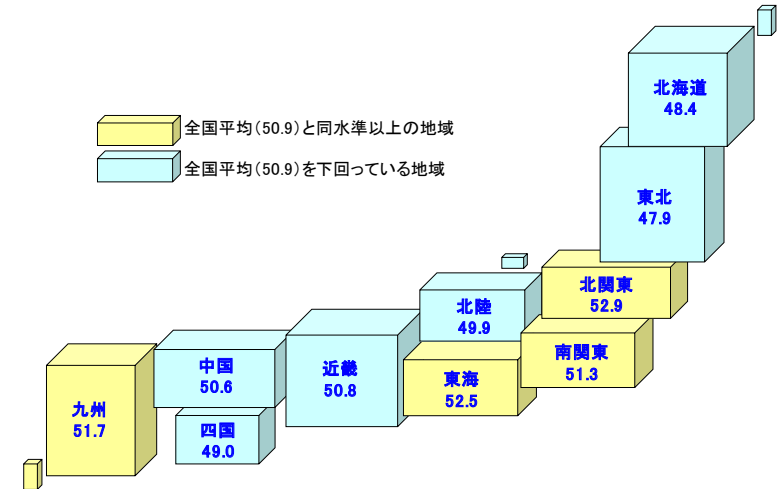 北海道
48.4
全国平均(50.9)と同水準以上の地域
全国平均(50.9)を下回っている地域
東北
47.9
北関東
52.9
北陸
49.9
南関東
51.3
中国
50.6
近畿
50.8
東海
52.5
九州
51.7
四国
49.0